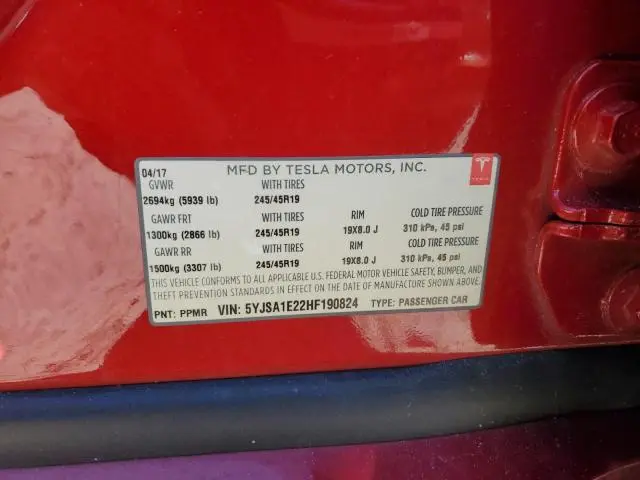 04/17 MFD BY TESLA MOTORS, INC.
GVWR WITH TIRES
2694kg (5939 lb) 245/45R19
GAWR FRT WITH TIRES RIM COLD TIRE PRESSURE
1300kg (2866 lb) 245/45R19 19X8.0 J 310 kPa, 45 psi
GAWR RR WITH TIRES RIM COLD TIRE PRESSURE
1500kg (3307 lb) 245/45R19 19X8.0 J 310 kPa, 45 psi
THIS VEHICLE CONFORMS TO ALL APPLICABLE U.S. FEDERAL MOTOR VEHICLE SAFETY, BUMPER, AND
THEFT PREVENTION STANDARDS IN EFFECT ON THE DATE OF MANUFACTURE SHOWN ABOVE.
PNT: PPMR VIN: 5YJSA1E22HF190824 TYPE: PASSENGER CAR
TESLA